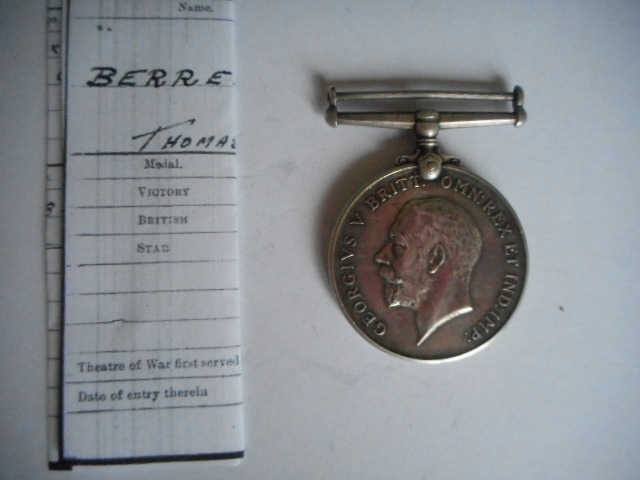 Name.
BERRE
THOMAS
Medal.
VICTORY
BRITISH
STAR
Theatre of War first served
Date of entry therein
GEORGIVS V BRITT: OMN:REX ET IND:IMP: